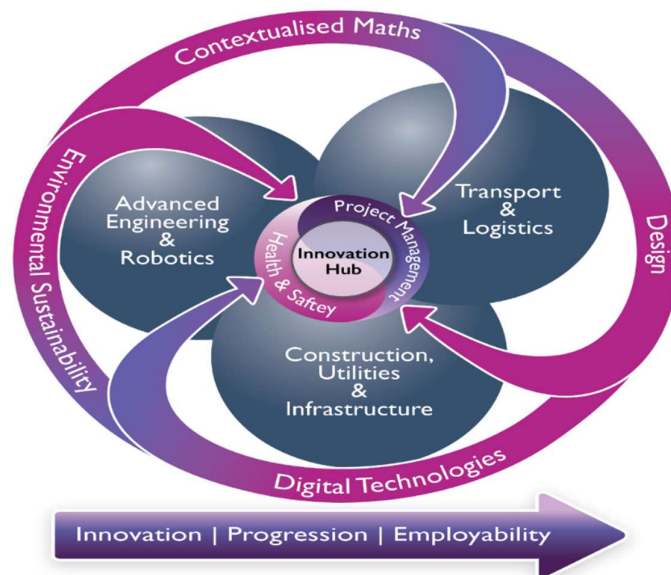 Contextualised Maths
Environmental Sustainability
Advanced
Engineering
&
Robotics
Transport
&
Logistics
Design
Project Management
Innovation
Hub
Health & Saftey
Construction,
Utilities
&
Infrastructure
Digital Technologies
Innovation | Progression | Employability